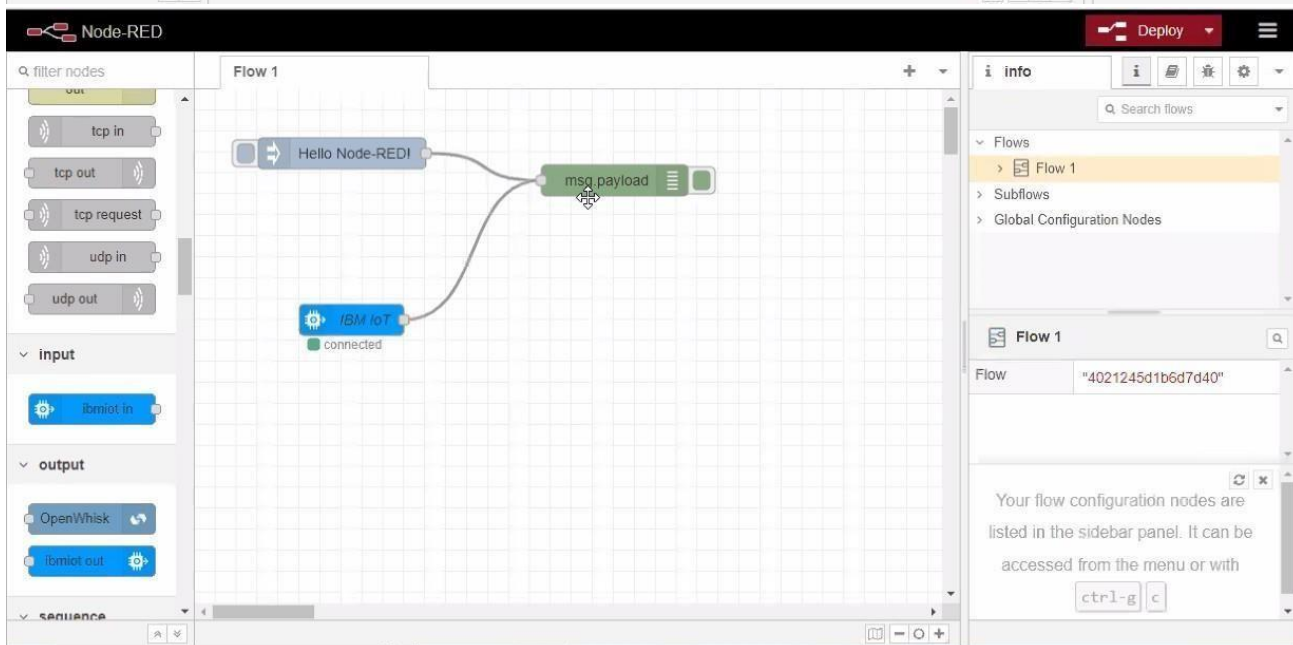 Node-RED
Deploy
filter nodes
out
tcp in
tcp out
tcp request
udp in
udp out
input
ibmiot in
output
OpenWhisk
ibmiot out
sequence
Flow 1
Hello Node-RED!
msg.payload
IBM IoT
connected
i info
i
Search flows
Flows
Flow 1
Subflows
Global Configuration Nodes
Flow 1
Flow "4021245d1b6d7d40"
Your flow configuration nodes are
listed in the sidebar panel. It can be
accessed from the menu or with
ctrl-g c